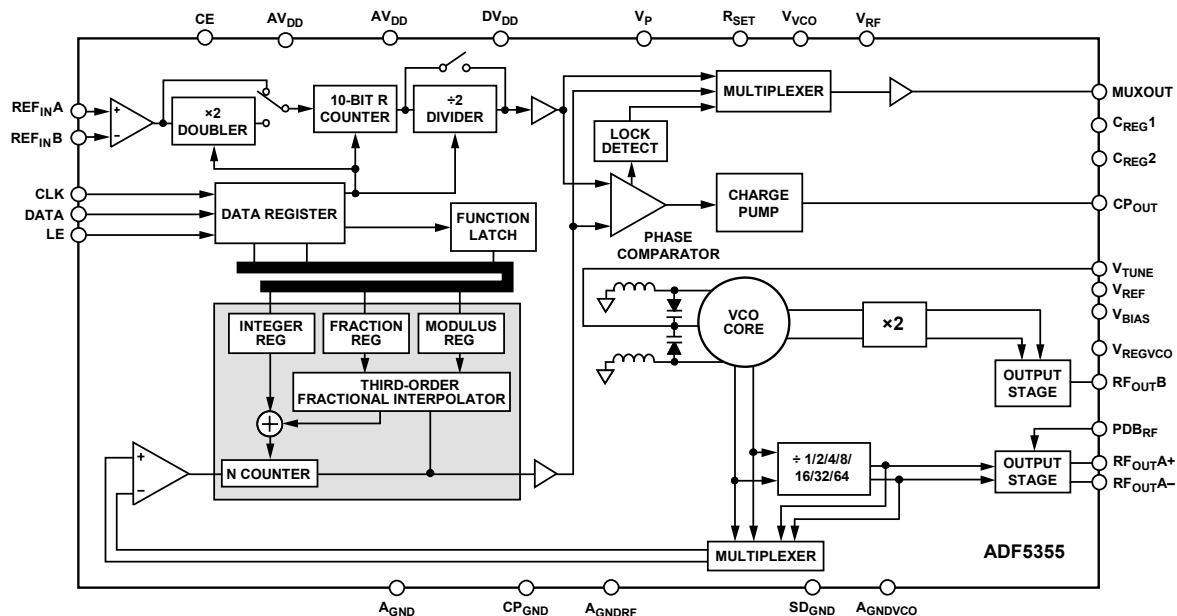 CE
AVDD
AVDD
DVDD
VP
RSET
VVCO
VRF
REFINA
REFINB
+
−
×2
DOUBLER
10-BIT R
COUNTER
÷2
DIVIDER
MULTIPLEXER
MUXOUT
LOCK
DETECT
CREG1
CREG2
CLK
DATA
LE
DATA REGISTER
FUNCTION
LATCH
CHARGE
PUMP
CPOUT
PHASE
COMPARATOR
VTUNE
VREF
VBIAS
VREGVCO
INTEGER
REG
FRACTION
REG
MODULUS
REG
VCO
CORE
×2
OUTPUT
STAGE
RFOUTB
THIRD-ORDER
FRACTIONAL INTERPOLATOR
+
PDBRF
+
−
N COUNTER
÷ 1/2/4/8/
16/32/64
OUTPUT
STAGE
RFOUTA+
RFOUTA−
MULTIPLEXER
ADF5355
AGND
CPGND
AGNDRF
SDGND
AGNDVCO